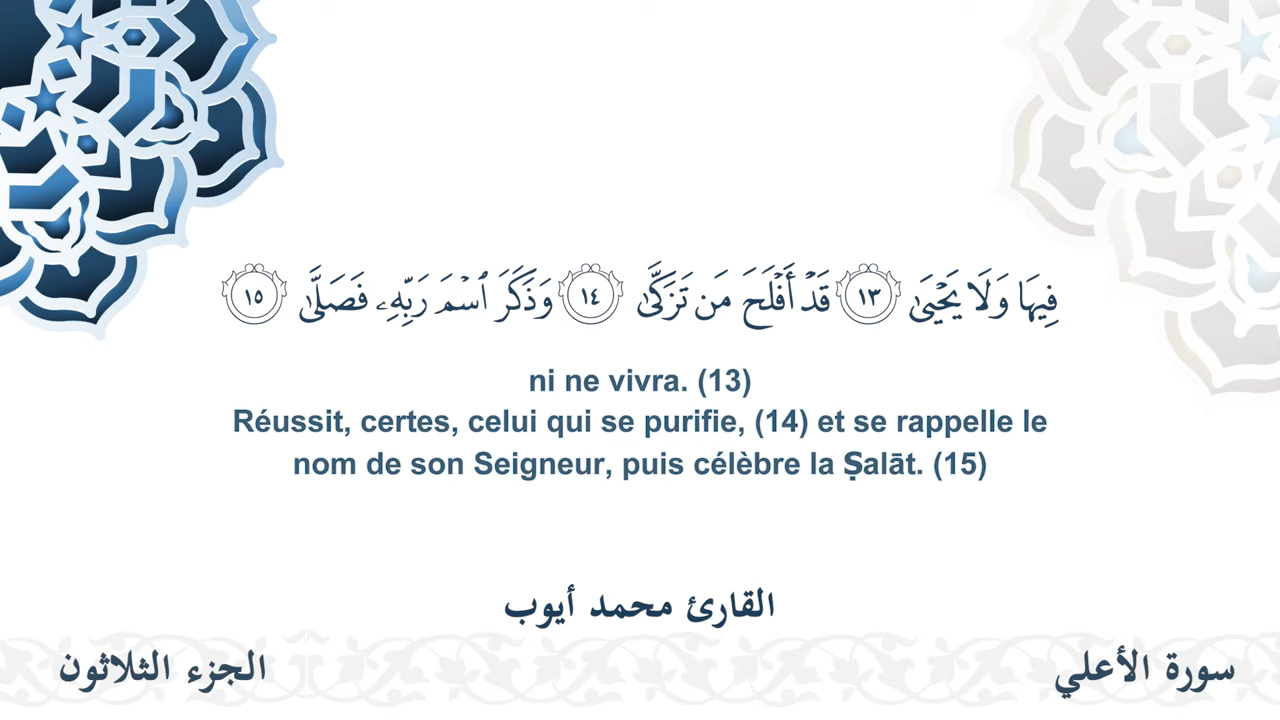 فِيهَا وَلَا يَحْيَىٰ ١٣ قَدْ أَفْلَحَ مَن تَزَكَّىٰ ١٤ وَذَكَرَ ٱسْمَ رَبِّهِۦ فَصَلَّىٰ ١٥
ni ne vivra. (13)
Réussit, certes, celui qui se purifie, (14) et se rappelle le
nom de son Seigneur, puis célèbre la Ṣalāt. (15)
القارئ محمد أيوب
سورة الأعلي
الجزء الثلاثون